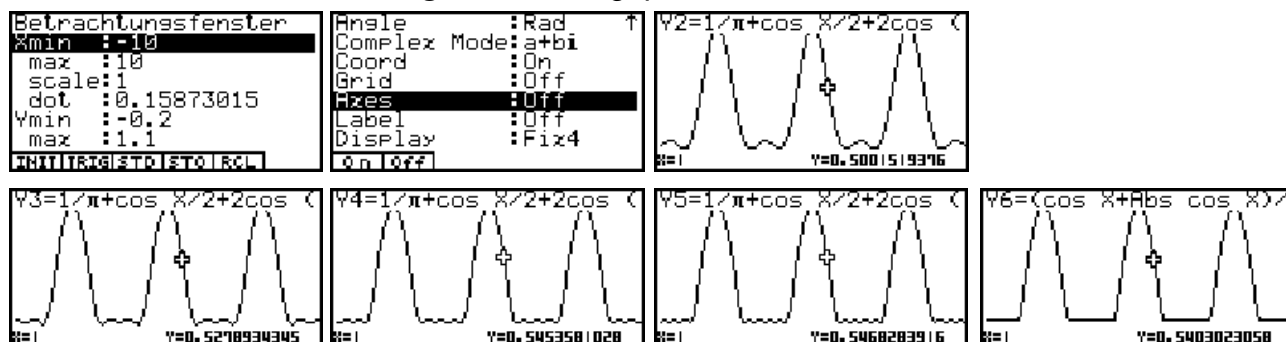 Betrachtungsfenster
Xmin :-10
max :10
scale:1
dot :0.15873015
Ymin :-0.2
max :1.1
INIT TRIG STD STO RCL
Angle :Rad ↑
Complex Mode:a+bi
Coord :On
Grid :Off
Axes :Off
Label :Off
Display :Fix4
On Off
Y2=1/π+cos X/2+2cos (
X=1 Y=0.5001519376
Y3=1/π+cos X/2+2cos (
X=1 Y=0.5278934345
Y4=1/π+cos X/2+2cos (
X=1 Y=0.5453581028
Y5=1/π+cos X/2+2cos (
X=1 Y=0.5468283916
Y6=(cos X+Abs cos X)/
X=1 Y=0.5403023058